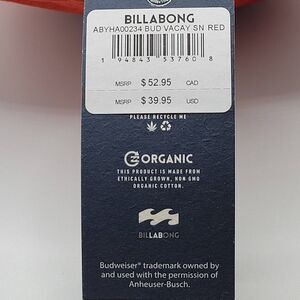 BILLABONG
ABYHA00234 BUD VACAY SN RED
1 94843 53760 8
MSRP $ 52.95 CAD
MSRP $ 39.95 USD
PLEASE RECYCLE ME
ORGANIC
THIS PRODUCT IS MADE FROM
ETHICALLY-GROWN, NON GMO
ORGANIC COTTON.
BILLABONG
Budweiser® trademark owned by
and used with the permission of
Anheuser-Busch.